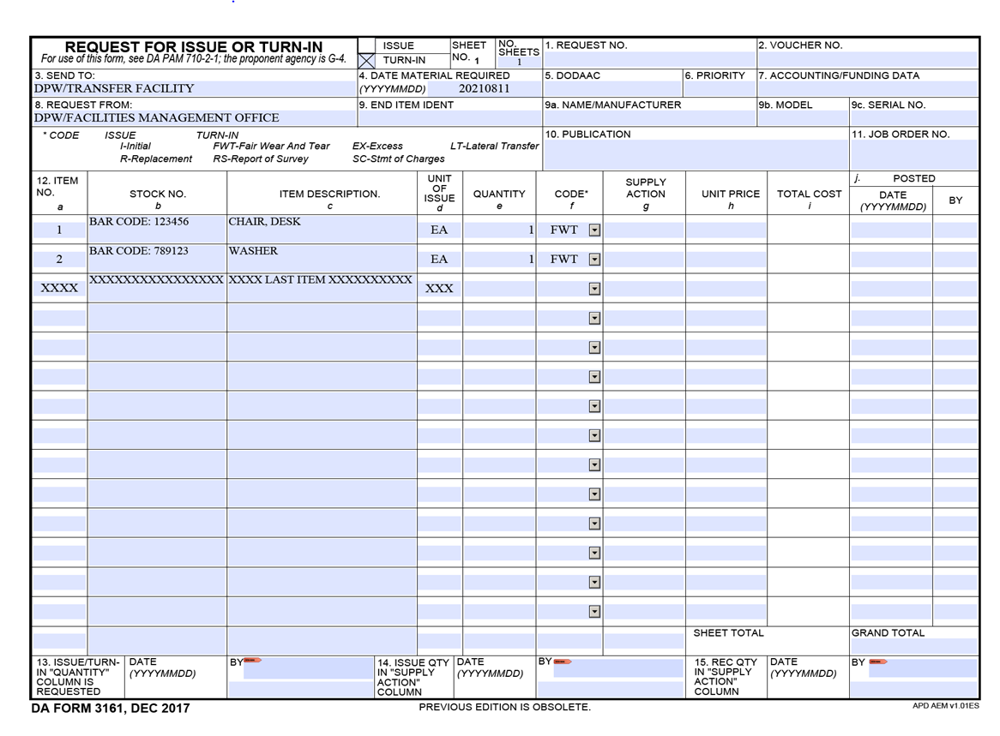 REQUEST FOR ISSUE OR TURN-IN
For use of this form, see DA PAM 710-2-1; the proponent agency is G-4.
ISSUE
TURN-IN
SHEET NO. 1
NO. SHEETS
1
1. REQUEST NO.
2. VOUCHER NO.
3. SEND TO:
DPW/TRANSFER FACILITY
4. DATE MATERIAL REQUIRED
(YYYYMMDD) 20210811
5. DODAAC
6. PRIORITY
7. ACCOUNTING/FUNDING DATA
8. REQUEST FROM:
DPW/FACILITIES MANAGEMENT OFFICE
9. END ITEM IDENT
9a. NAME/MANUFACTURER
9b. MODEL
9c. SERIAL NO.
* CODE ISSUE TURN-IN
I-Initial FWT-Fair Wear And Tear EX-Excess LT-Lateral Transfer
R-Replacement RS-Report of Survey SC-Stmt of Charges
10. PUBLICATION
11. JOB ORDER NO.
12. ITEM
NO.
a
STOCK NO.
b
ITEM DESCRIPTION.
c
UNIT
OF
ISSUE
d
QUANTITY
e
CODE*
f
SUPPLY
ACTION
g
UNIT PRICE
h
TOTAL COST
i
j. POSTED
DATE
(YYYYMMDD)
BY
1 BAR CODE: 123456 CHAIR, DESK EA 1 FWT
2 BAR CODE: 789123 WASHER EA 1 FWT
XXXX XXXXXXXXXXXXXXXX XXXX LAST ITEM XXXXXXXXXX XXX
SHEET TOTAL
GRAND TOTAL
13. ISSUE/TURN-
IN "QUANTITY"
COLUMN IS
REQUESTED
DATE
(YYYYMMDD)
BY
14. ISSUE QTY
IN "SUPPLY
ACTION"
COLUMN
DATE
(YYYYMMDD)
BY
15. REC QTY
IN "SUPPLY
ACTION"
COLUMN
DATE
(YYYYMMDD)
BY
DA FORM 3161, DEC 2017
PREVIOUS EDITION IS OBSOLETE.
APD AEM v1.01ES